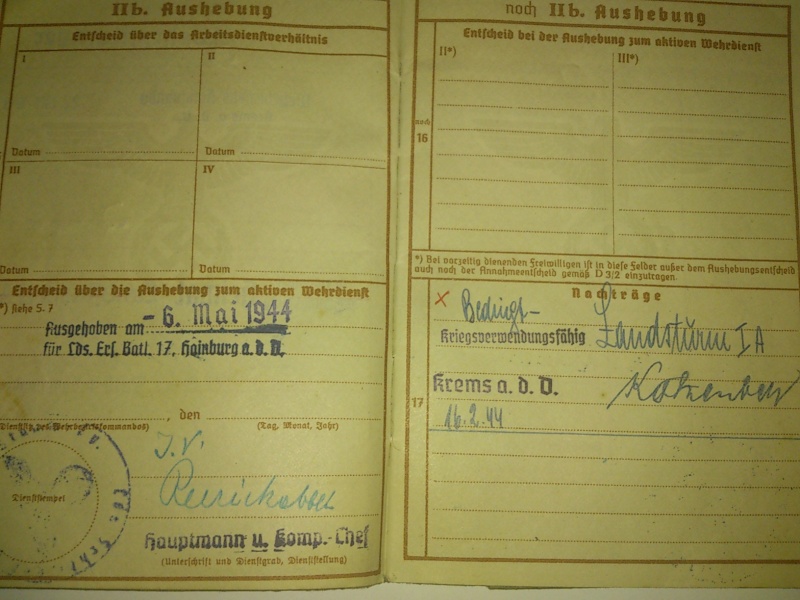 IIb. Aushebung
Entscheid über das Arbeitsdienstverhältnis
I
II
Datum
Datum
III
IV
Datum
Datum
Entscheid über die Aushebung zum aktiven Wehrdienst
*) siehe S. 7
Ausgehoben am - 6. Mai 1944
für Lds. Ers. Batl. 17, Hainburg a. d. D.
, den
(Tag, Monat, Jahr)
Dienstsiegel
I.V.
Hauptmann u. Komp.-Chef
(Unterschrift und Dienstgrad, Dienststellung)
noch IIb. Aushebung
Entscheid bei der Aushebung zum aktiven Wehrdienst
II*)
III*)
noch
16
*) Bei vorzeitig dienenden Freiwilligen ist in diese Felder außer dem Aushebungsentscheid
auch noch der Annahmeentscheid gemäß D 3/2 einzutragen.
Nachträge
x Bedingt-
kriegsverwendungsfähig Landsturm I A
Krems a. d. D.
17
16.2.44